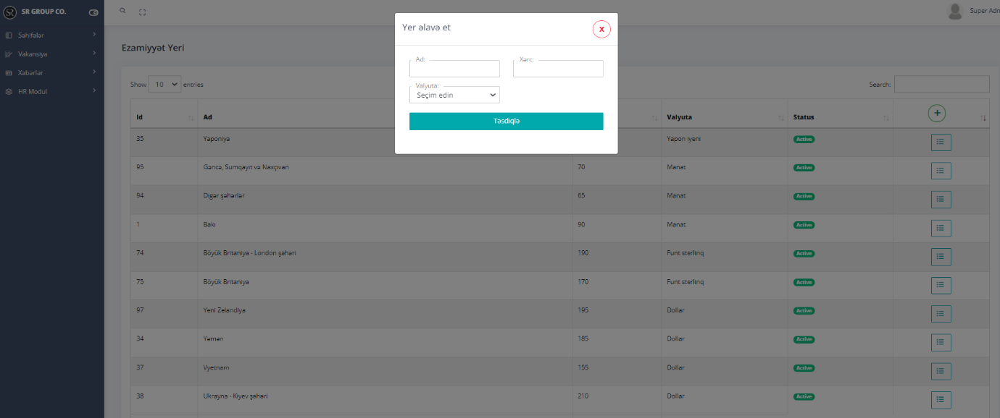 SR GROUP CO.
Super Adm
Səhifələr
Vakansiya
Xəbərlər
HR Modul
Yer əlavə et
X
Ad:
Xərc:
Valyuta:
Seçim edin
Təsdiqlə
Ezamiyyət Yeri
Show 10 entries
Search:
Id Ad Valyuta Status +
35 Yaponiya Yapon iyeni Active
95 Gəncə, Sumqayıt və Naxçıvan 70 Manat Active
94 Digər şəhərlər 65 Manat Active
1 Bakı 90 Manat Active
74 Böyük Britaniya - London şəhəri 190 Funt sterlinq Active
75 Böyük Britaniya 170 Funt sterlinq Active
97 Yeni Zelandiya 195 Dollar Active
34 Yəmən 185 Dollar Active
37 Vyetnam 155 Dollar Active
38 Ukrayna - Kiyev şəhəri 210 Dollar Active